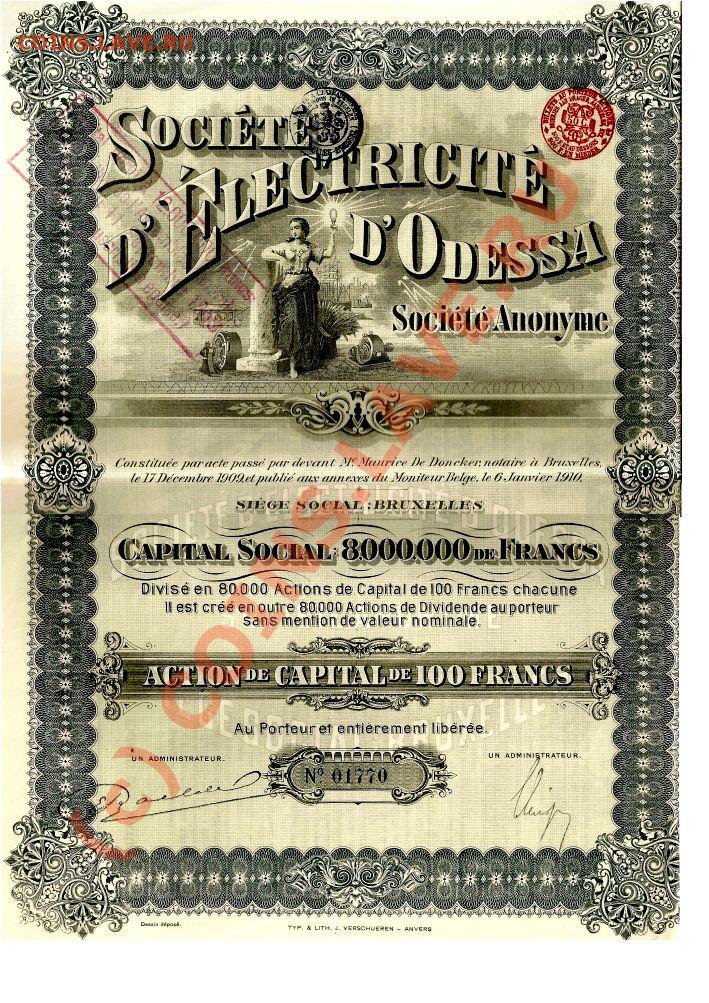 COINS.LAVE.RU
SOCIÉTÉ
D'ÉLECTRICITÉ
D'ODESSA
Société Anonyme
Constituée par acte passé par devant Me. Maurice De Doncker, notaire à Bruxelles,
le 17 Décembre 1909, et publié aux annexes du Moniteur Belge, le 6 Janvier 1910.
SIÈGE SOCIAL: BRUXELLES
CAPITAL SOCIAL: 8,000.000 DE FRANCS
Divisé en 80,000 Actions de Capital de 100 Francs chacune
Il est créé en outre 80.000 Actions de Dividende au porteur
sans mention de valeur nominale.
ACTION DE CAPITAL DE 100 FRANCS
Au Porteur et entièrement libérée.
UN ADMINISTRATEUR.
UN ADMINISTRATEUR.
No 01770
(C) COINS.LAVE.RU
Dessin déposé.
TYP. & LITH. J. VERSCHUEREN - ANVERS